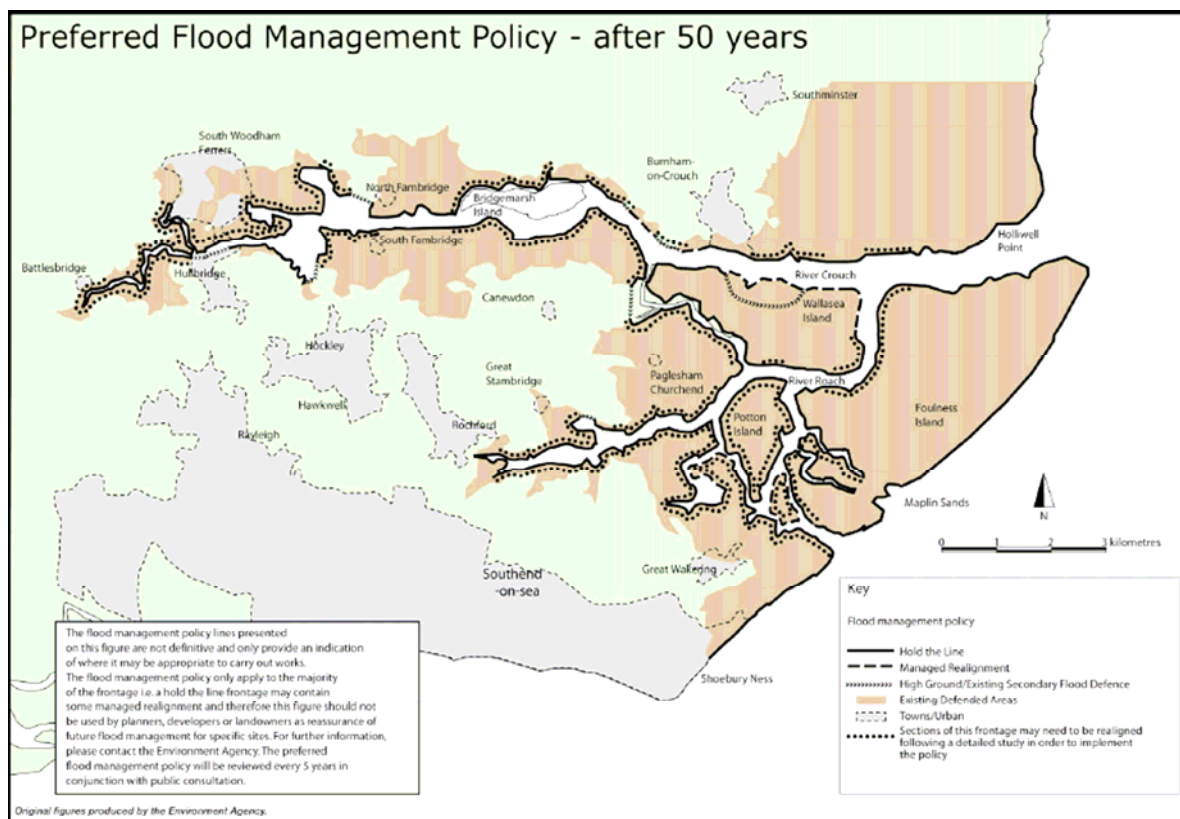 Preferred Flood Management Policy - after 50 years
Southminster
South Woodham
Ferrers
Burnham-
on-Crouch
North Fambridge
Bridgemarsh
Island
Holliwell
Point
South Fambridge
Battlesbridge
Hullbridge
River Crouch
Canewdon
Wallasea
Island
Hockley
Great
Stambridge
Paglesham
Churchend
River Roach
Hawkwell
Potton
Island
Foulness
Island
Rochford
Rayleigh
Maplin Sands
N
0 1 2 3 kilometres
Great Wakering
Southend
-on-sea
Shoebury Ness
Key
Flood management policy
Hold the Line
Managed Realignment
High Ground/Existing Secondary Flood Defence
Existing Defended Areas
Towns/Urban
Sections of this frontage may need to be realigned
following a detailed study in order to implement
the policy
The flood management policy lines presented
on this figure are not definitive and only provide an indication
of where it may be appropriate to carry out works.
The flood management policy only apply to the majority
of the frontage i.e. a hold the line frontage may contain
some managed realignment and therefore this figure should not
be used by planners, developers or landowners as reassurance of
future flood management for specific sites. For further information,
please contact the Environment Agency. The preferred
flood management policy will be reviewed every 5 years in
conjunction with public consultation.
Original figures produced by the Environment Agency.